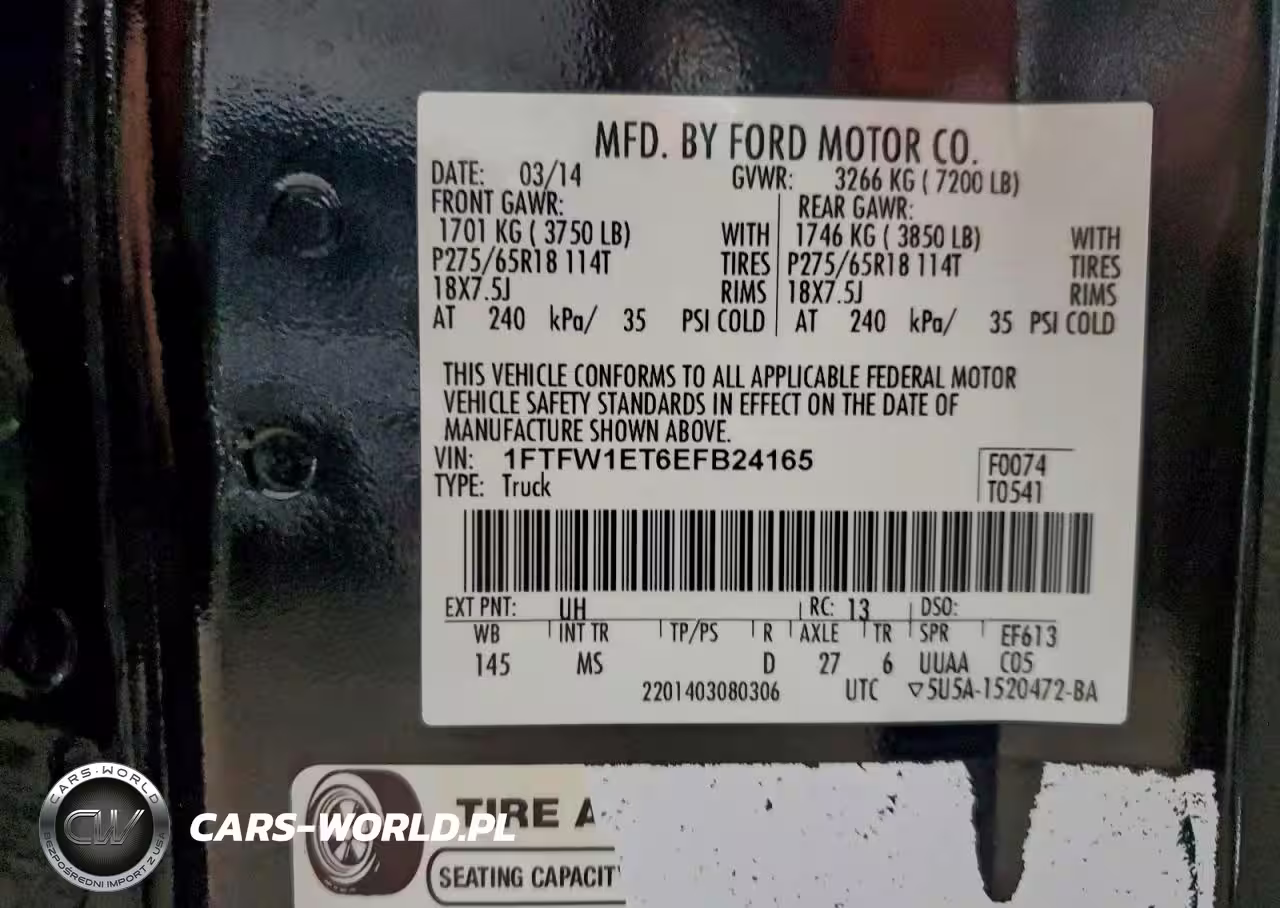 MFD. BY FORD MOTOR CO.
DATE: 03/14 GVWR: 3266 KG ( 7200 LB)
FRONT GAWR: REAR GAWR:
1701 KG ( 3750 LB) WITH 1746 KG ( 3850 LB) WITH
P275/65R18 114T TIRES P275/65R18 114T TIRES
18X7.5J RIMS 18X7.5J RIMS
AT 240 kPa/ 35 PSI COLD AT 240 kPa/ 35 PSI COLD
THIS VEHICLE CONFORMS TO ALL APPLICABLE FEDERAL MOTOR
VEHICLE SAFETY STANDARDS IN EFFECT ON THE DATE OF
MANUFACTURE SHOWN ABOVE.
VIN: 1FTFW1ET6EFB24165 F0074
TYPE: Truck T0541
EXT PNT: UH RC: 13 DSO:
WB INT TR TP/PS R AXLE TR SPR EF613
145 MS D 27 6 UUAA C05
2201403080306 UTC ▽5U5A-1520472-BA
TIRE A
SEATING CAPACIT
CARS-WORLD
CW
BEZPOŚREDNI IMPORT Z USA
CARS-WORLD.PL